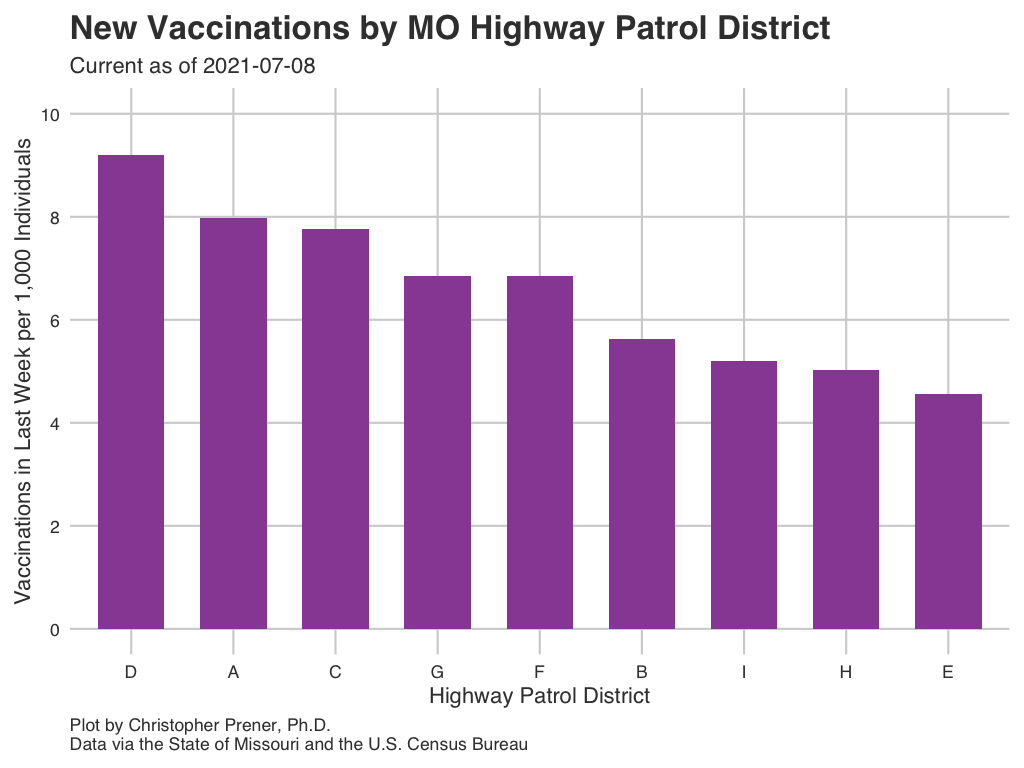 New Vaccinations by MO Highway Patrol District
Current as of 2021-07-08
Vaccinations in Last Week per 1,000 Individuals
10
8
6
4
2
0
D A C G F B I H E
Highway Patrol District
Plot by Christopher Prener, Ph.D.
Data via the State of Missouri and the U.S. Census Bureau